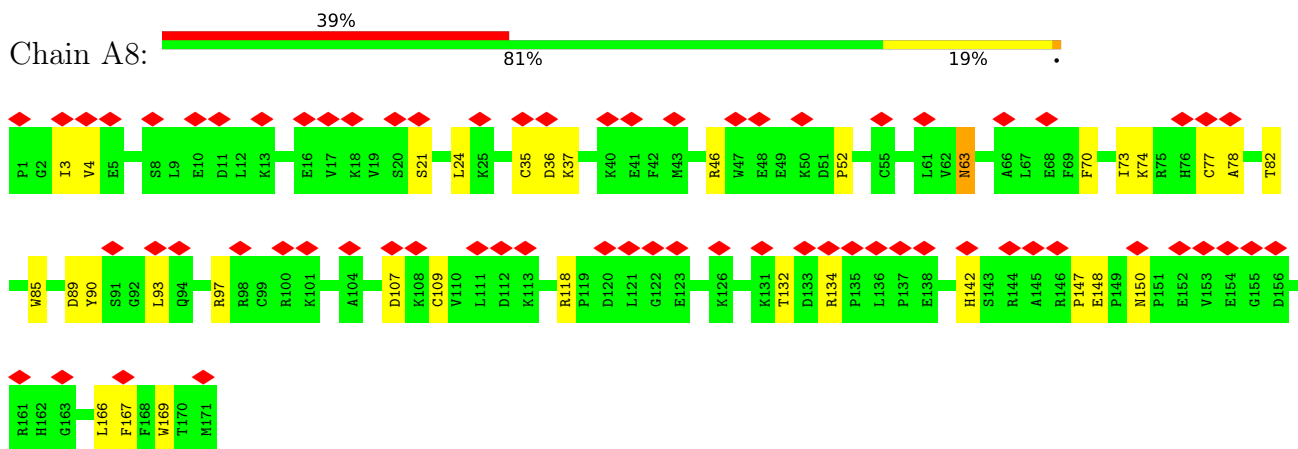 39%
Chain A8:
81% 19% •
P1 G2 I3 V4 E5 S8 L9 E10 D11 L12 K13 E16 V17 K18 V19 S20 S21 L24 K25 C35 D36 K37 K40 E41 F42 M43 R46 W47 E48 E49 K50 D51 P52 C55 L61 V62 N63 A66 L67 E68 F69 F70 I73 K74 R75 H76 C77 A78 T82
W85 D89 Y90 S91 G92 L93 Q94 R97 R98 C99 R100 K101 A104 D107 K108 C109 V110 L111 D112 K113 R118 P119 D120 L121 G122 E123 K126 K131 T132 D133 R134 P135 L136 P137 E138 H142 S143 R144 A145 R146 P147 E148 P149 N150 P151 E152 V153 E154 G155 D156
R161 H162 G163 L166 F167 F168 W169 T170 M171